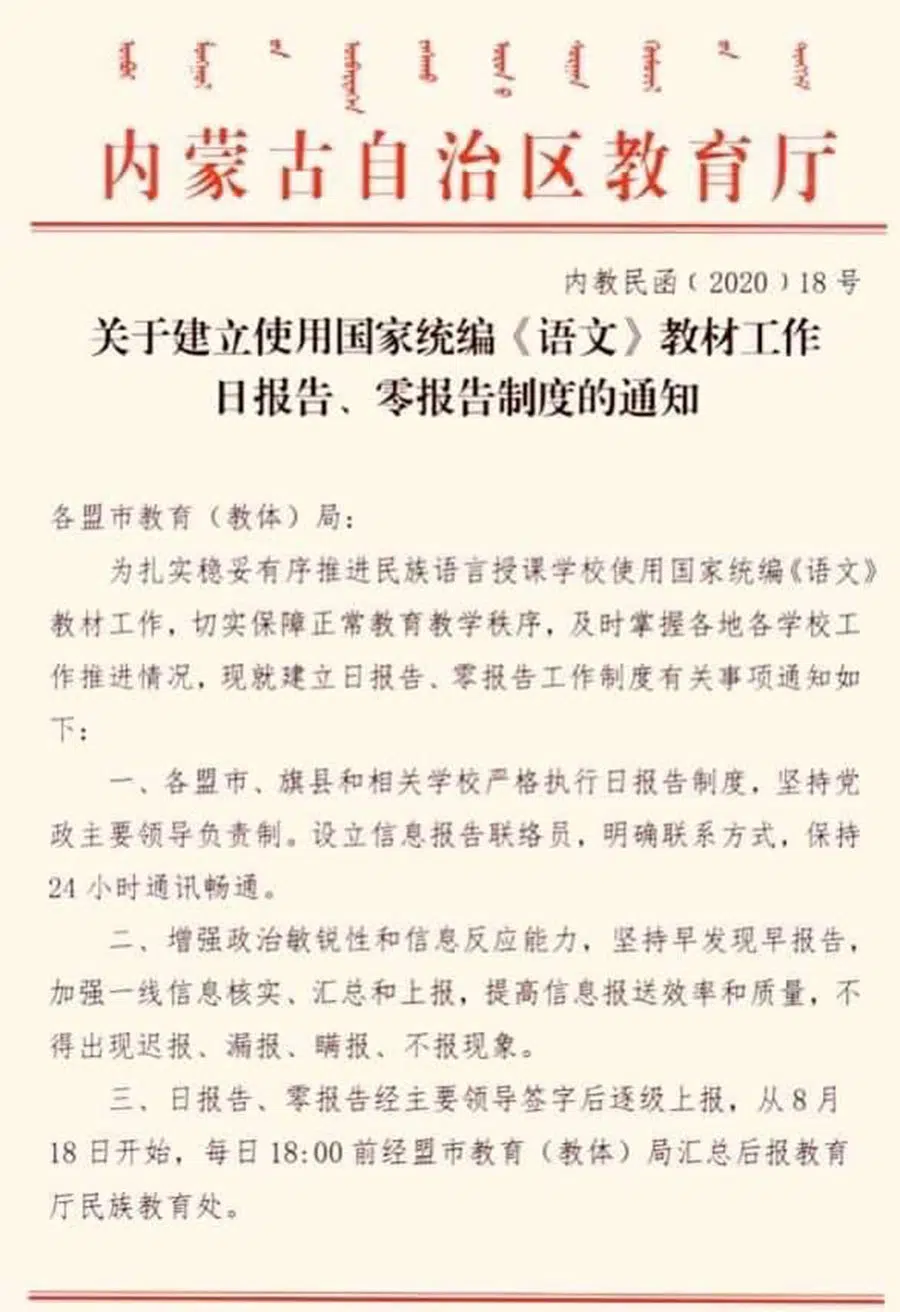 内蒙古自治区教育厅
内教民函﹝2020﹞18号
关于建立使用国家统编《语文》教材工作
日报告、零报告制度的通知
各盟市教育（教体）局：
为扎实稳妥有序推进民族语言授课学校使用国家统编《语文》
教材工作，切实保障正常教育教学秩序，及时掌握各地各学校工
作推进情况，现就建立日报告、零报告工作制度有关事项通知如
下：
一、各盟市、旗县和相关学校严格执行日报告制度，坚持党
政主要领导负责制。设立信息报告联络员，明确联系方式，保持
24小时通讯畅通。
二、增强政治敏锐性和信息反应能力，坚持早发现早报告，
加强一线信息核实、汇总和上报，提高信息报送效率和质量，不
得出现迟报、漏报、瞒报、不报现象。
三、日报告、零报告经主要领导签字后逐级上报，从8月
18日开始，每日18:00前经盟市教育（教体）局汇总后报教育
厅民族教育处。